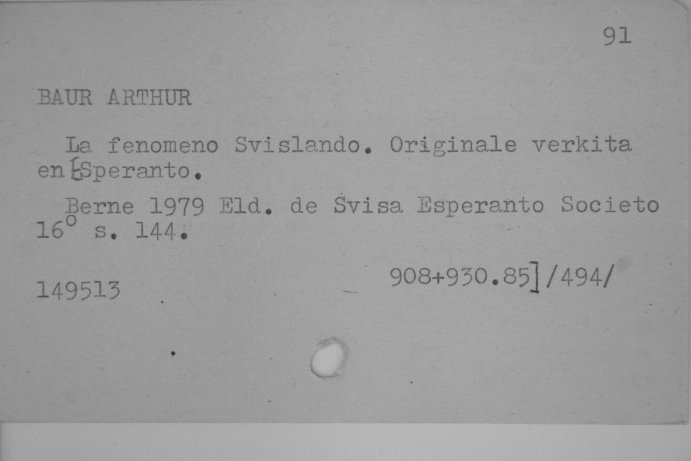 91
BAUR ARTHUR
La fenomeno Svislando. Originale verkita
en ESperanto.
Berne 1979 Eld. de Svisa Esperanto Societo
16° s. 144.
908+930.85]/494/
149513